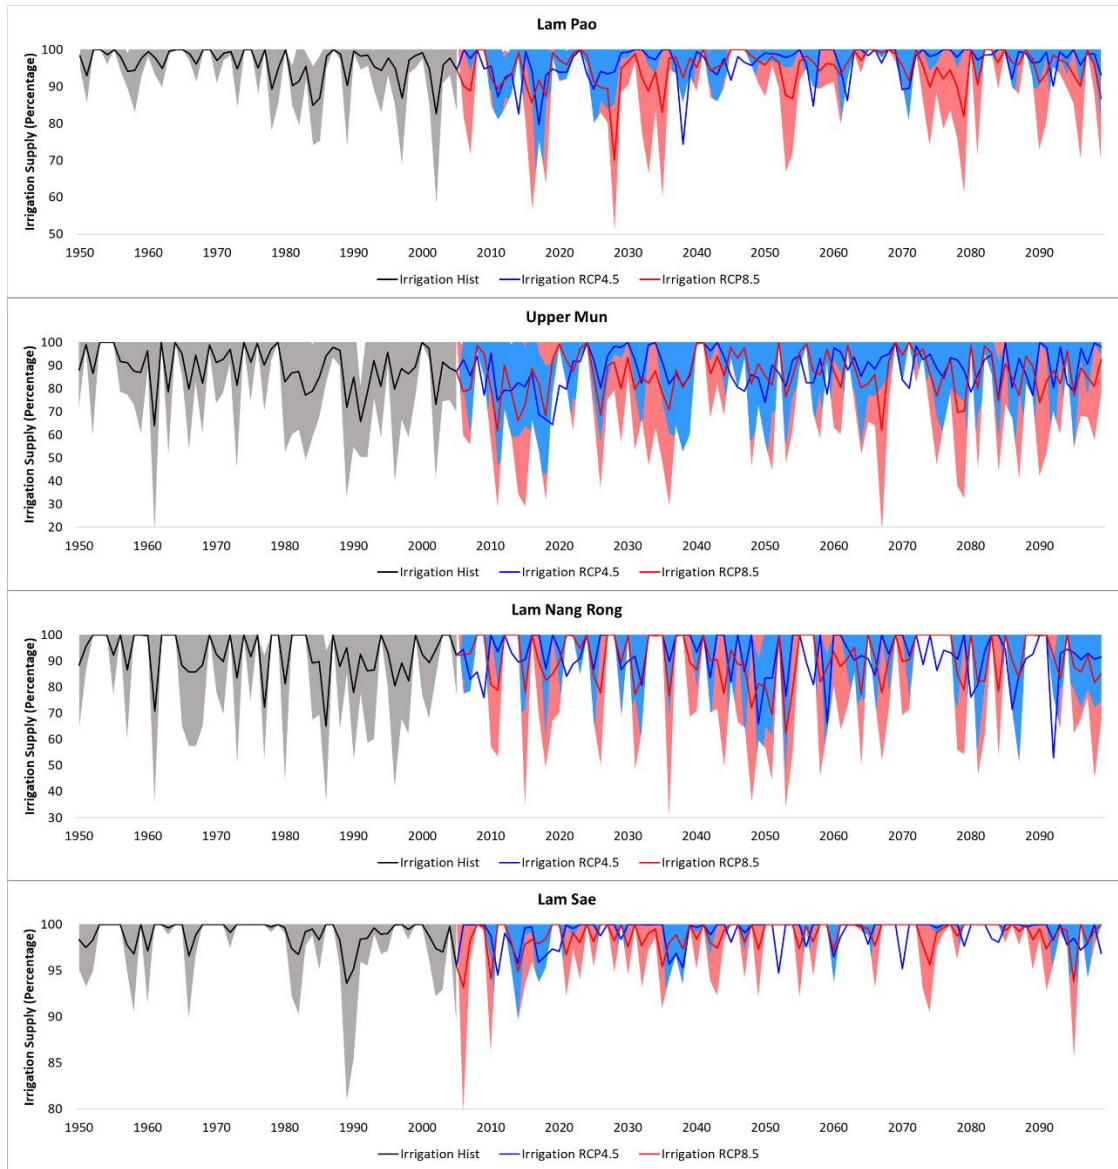 Lam Pao
Irrigation Supply (Percentage)
100
90
80
70
60
50
1950 1960 1970 1980 1990 2000 2010 2020 2030 2040 2050 2060 2070 2080 2090
Irrigation Hist Irrigation RCP4.5 Irrigation RCP8.5
Upper Mun
Irrigation Supply (Percentage)
100
90
80
70
60
50
40
30
20
1950 1960 1970 1980 1990 2000 2010 2020 2030 2040 2050 2060 2070 2080 2090
Irrigation Hist Irrigation RCP4.5 Irrigation RCP8.5
Lam Nang Rong
Irrigation Supply (Percentage)
100
90
80
70
60
50
40
30
1950 1960 1970 1980 1990 2000 2010 2020 2030 2040 2050 2060 2070 2080 2090
Irrigation Hist Irrigation RCP4.5 Irrigation RCP8.5
Lam Sae
Irrigation Supply (Percentage)
100
95
90
85
80
1950 1960 1970 1980 1990 2000 2010 2020 2030 2040 2050 2060 2070 2080 2090
Irrigation Hist Irrigation RCP4.5 Irrigation RCP8.5